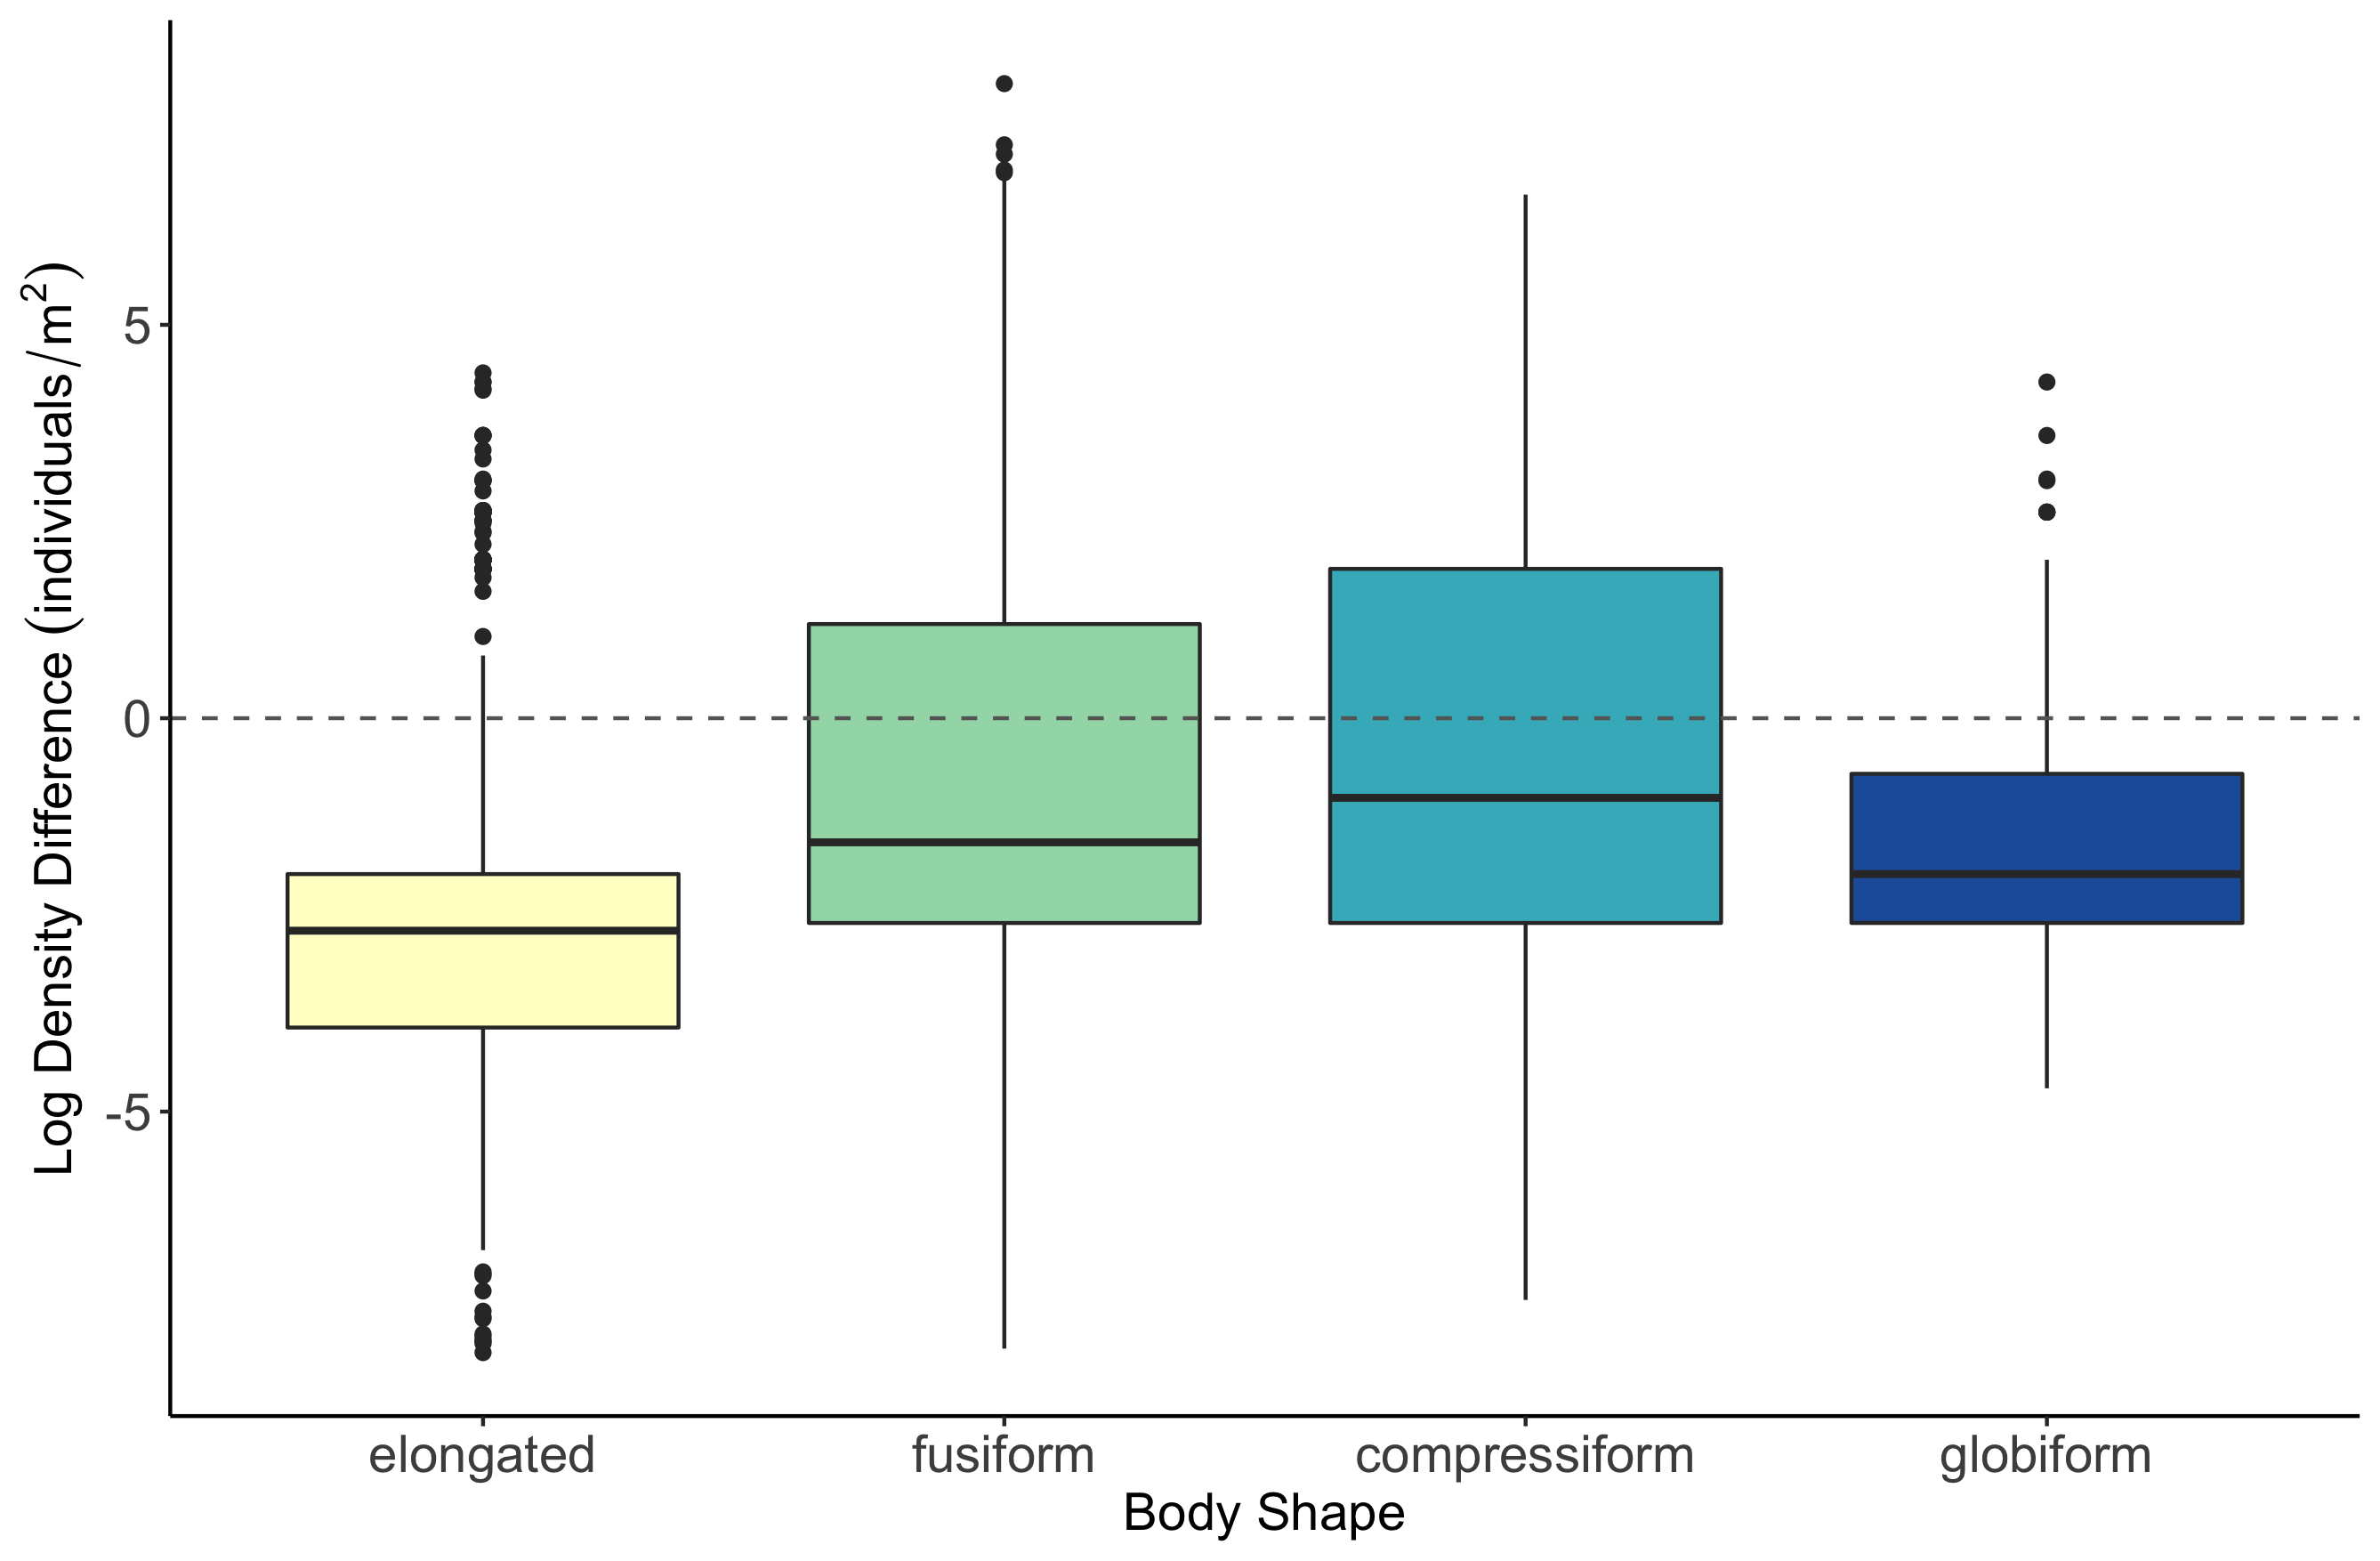 Log Density Difference (individuals/m²)
5
0
-5
elongated
fusiform
compressiform
globiform
Body Shape